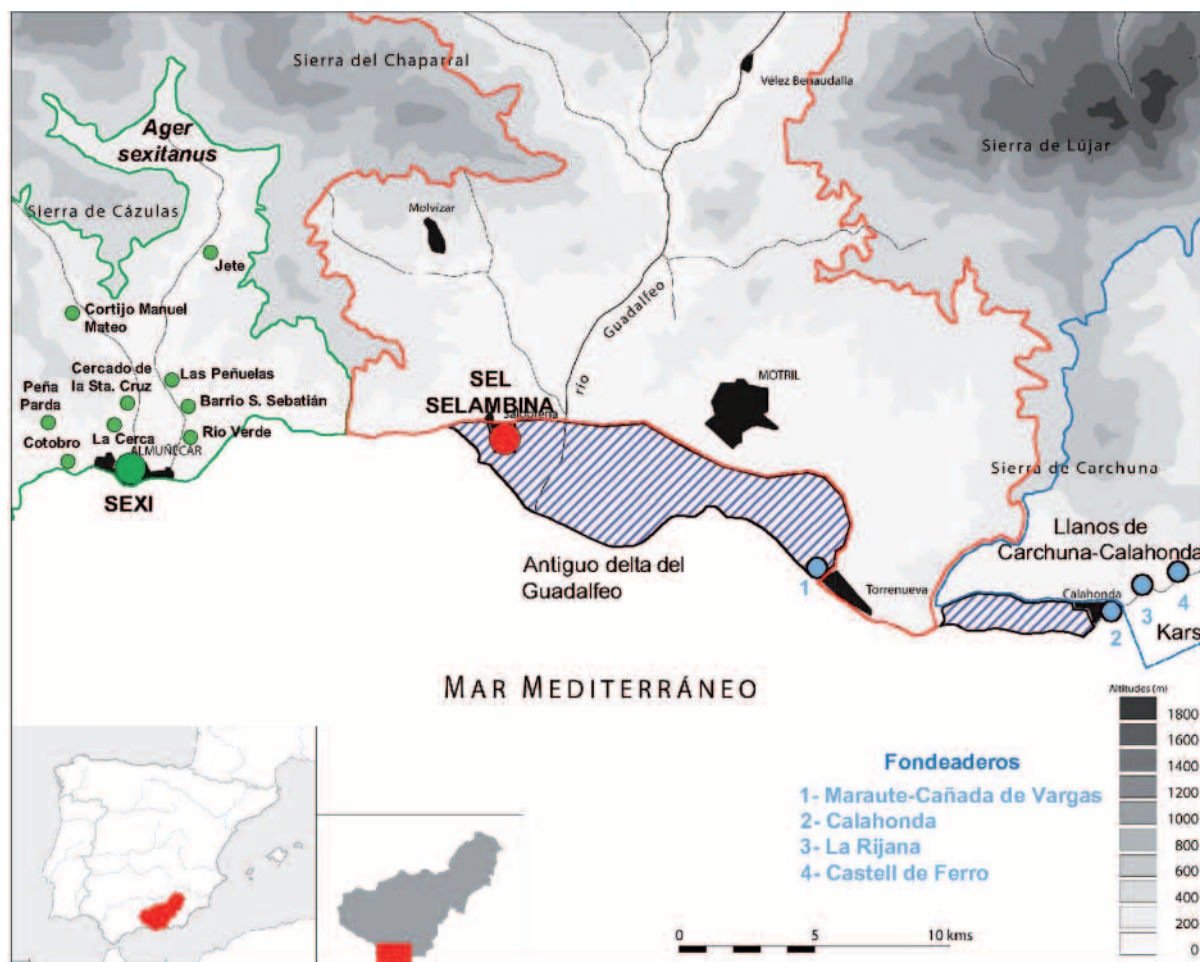 Sierra del Chaparral
Vélez Benaudalla
Ager
sexitanus
Sierra de Lújar
Sierra de Cázulas
Molvízar
Jete
río Guadalfeo
Cortijo Manuel
Mateo
Cercado de
la Sta. Cruz
Las Peñuelas
SEL
SELAMBINA
MOTRIL
Peña
Parda
Barrio S. Sebatián
Salobreña
Cotobro
La Cerca
Rio Verde
ALMUÑÉCAR
SEXI
Sierra de Carchuna
Llanos de
Carchuna-Calahonda
Antiguo delta del
Guadalfeo
1
Torrenueva
Calahonda
2
3
4
Kars
MAR MEDITERRÁNEO
Altitudes (m)
1800
1600
1400
1200
1000
800
600
400
200
0
Fondeaderos
1- Maraute-Cañada de Vargas
2- Calahonda
3- La Rijana
4- Castell de Ferro
0 5 10 kms